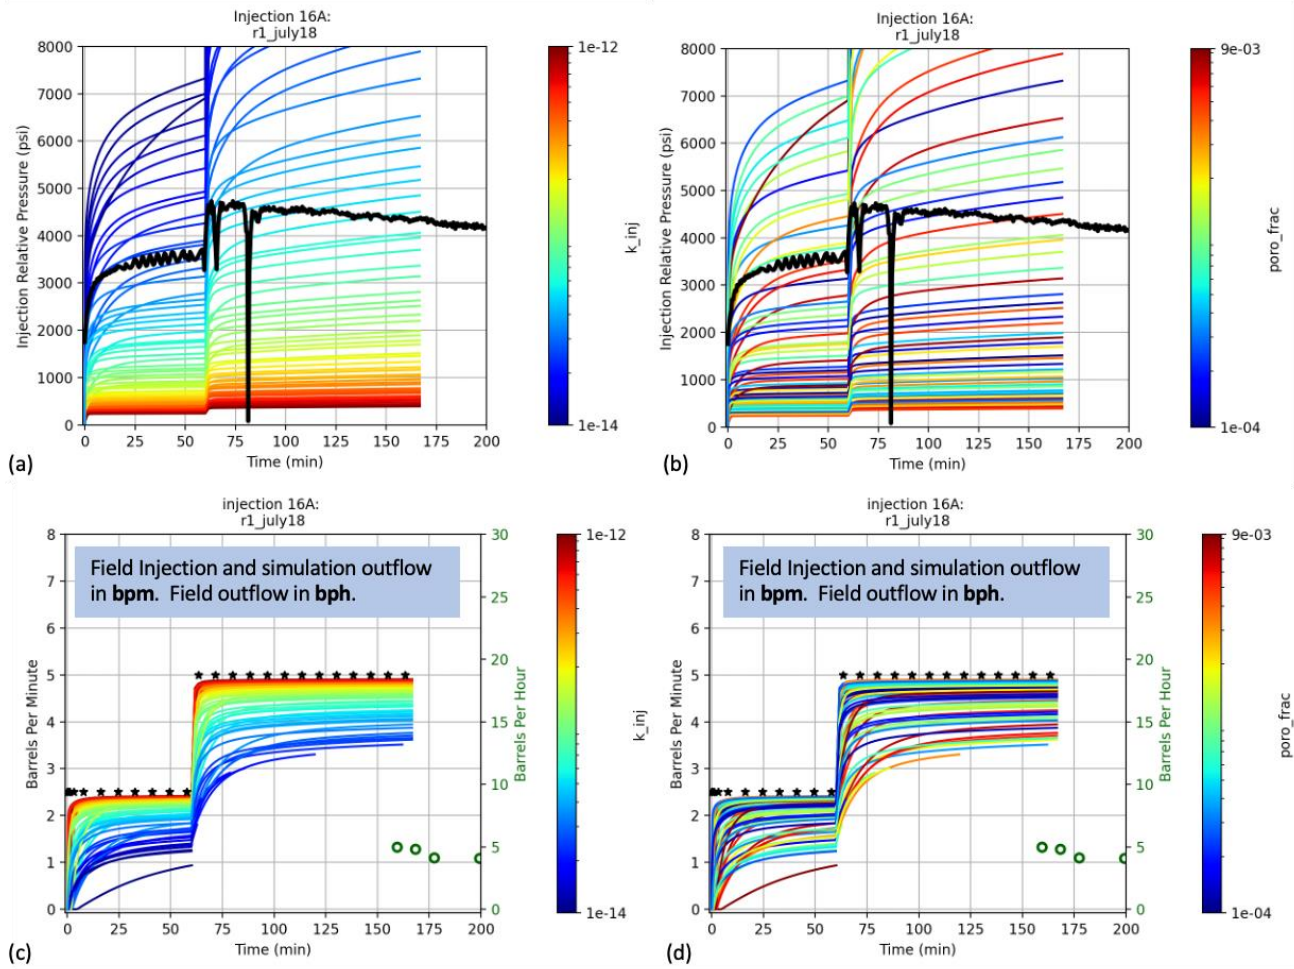 Injection 16A:
r1_july18
8000
7000
6000
5000
4000
3000
2000
1000
0
Injection Relative Pressure (psi)
0 25 50 75 100 125 150 175 200
Time (min)
1e-12
k_inj
1e-14
(a)
Injection 16A:
r1_july18
8000
7000
6000
5000
4000
3000
2000
1000
0
Injection Relative Pressure (psi)
0 25 50 75 100 125 150 175 200
Time (min)
9e-03
poro_frac
1e-04
(b)
injection 16A:
r1_july18
Field Injection and simulation outflow
in bpm. Field outflow in bph.
8
7
6
5
4
3
2
1
0
Barrels Per Minute
30
25
20
15
10
5
0
Barrels Per Hour
0 25 50 75 100 125 150 175 200
Time (min)
1e-12
k_inj
1e-14
(c)
injection 16A:
r1_july18
Field Injection and simulation outflow
in bpm. Field outflow in bph.
8
7
6
5
4
3
2
1
0
Barrels Per Minute
30
25
20
15
10
5
0
Barrels Per Hour
0 25 50 75 100 125 150 175 200
Time (min)
9e-03
poro_frac
1e-04
(d)